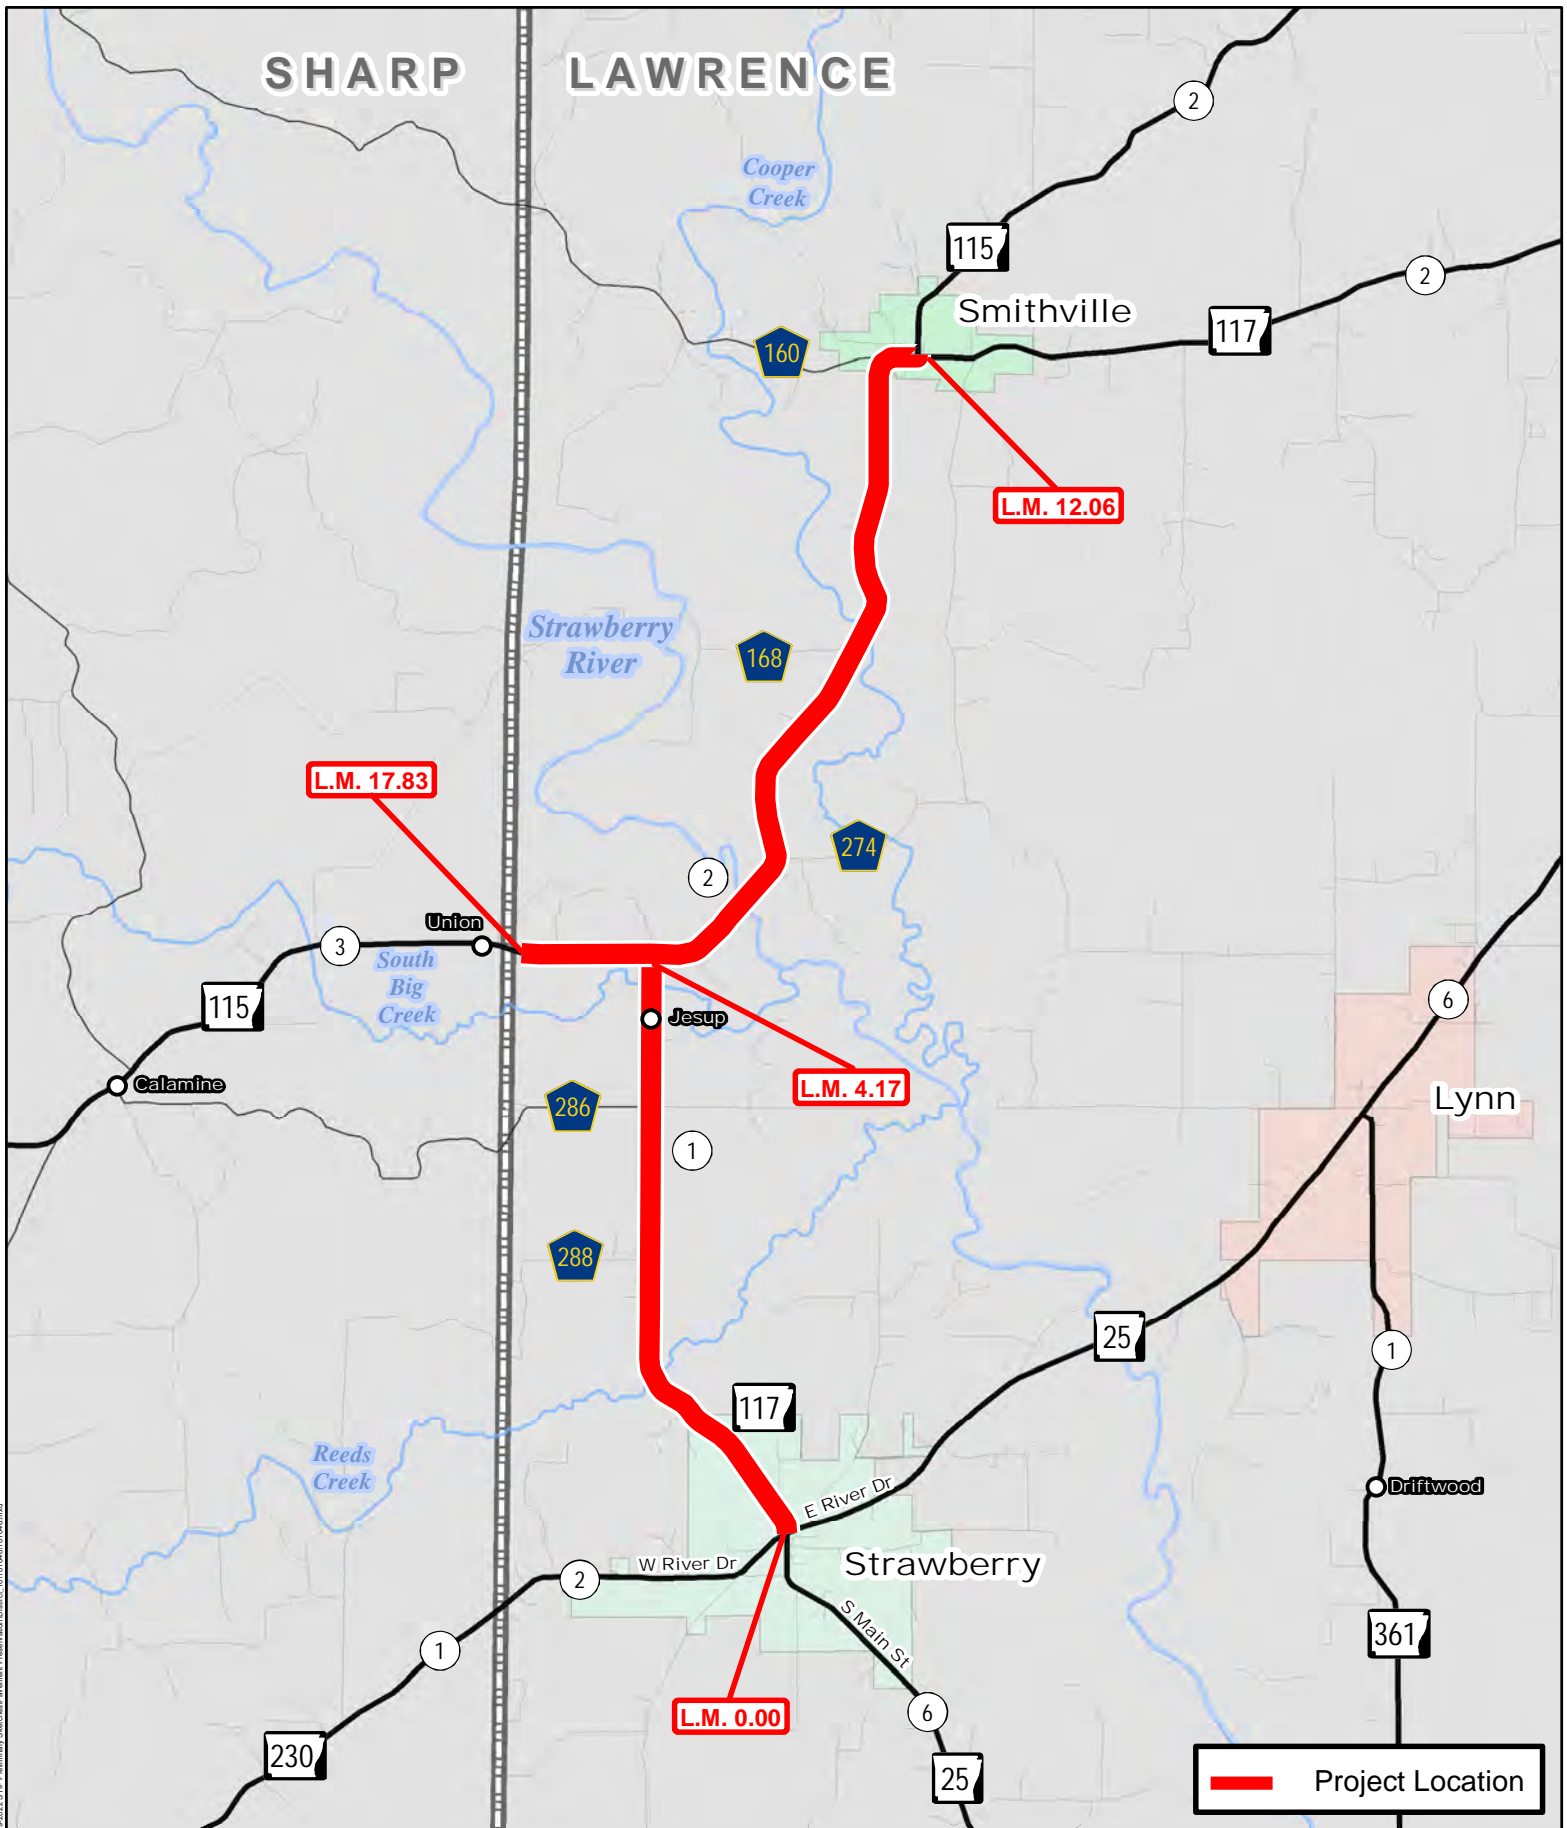 SHARP LAWRENCE
2
Cooper
Creek
115
2
Smithville
117
160
L.M. 12.06
Strawberry
River
168
L.M. 17.83
274
2
Union
3
South
Big
Creek
115
6
Jesup
Calamine
L.M. 4.17
286
Lynn
1
288
25
1
117
Reeds
Creek
E River Dr
Driftwood
W River Dr
Strawberry
2
S Main St
361
1
6
L.M. 0.00
230
25
Project Location